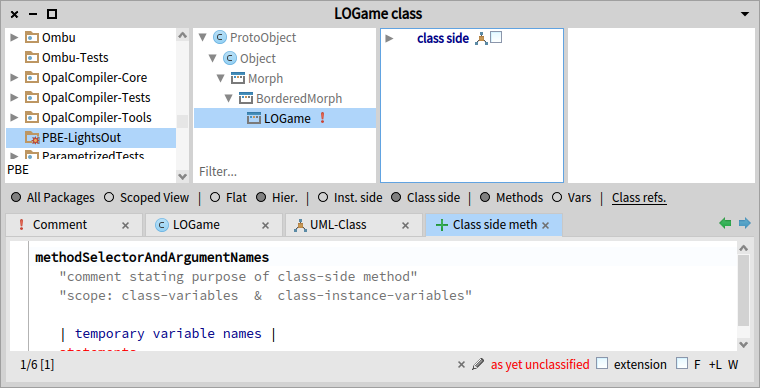 LOGame class
Ombu
Ombu-Tests
OpalCompiler-Core
OpalCompiler-Tests
OpalCompiler-Tools
PBE-LightsOut
ParametrizedTests
PBE
ProtoObject
Object
Morph
BorderedMorph
LOGame !
Filter...
class side
All Packages Scoped View | Flat Hier. | Inst. side Class side | Methods Vars | Class refs.
! Comment × LOGame × UML-Class × Class side meth ×
methodSelectorAndArgumentNames
"comment stating purpose of class-side method"
"scope: class-variables & class-instance-variables"
| temporary variable names |
statements
1/6 [1] × as yet unclassified extension F +L W